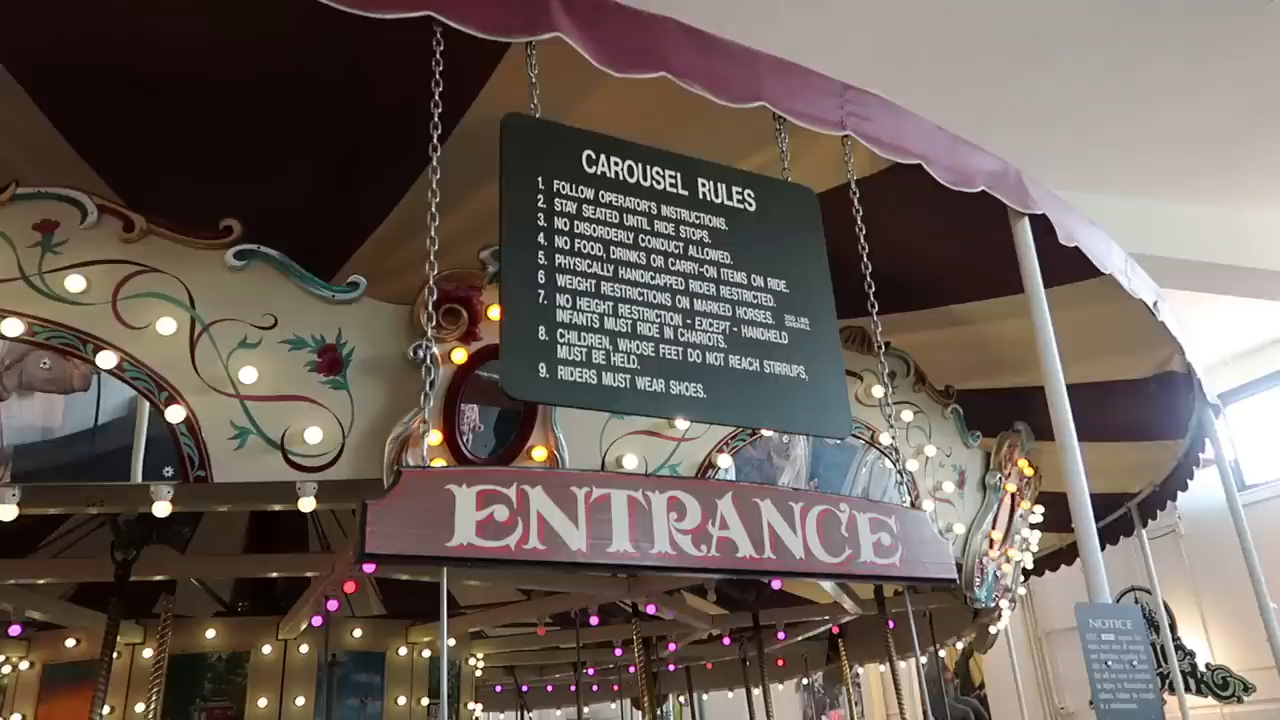 CAROUSEL RULES
1. FOLLOW OPERATOR'S INSTRUCTIONS.
2. STAY SEATED UNTIL RIDE STOPS.
3. NO DISORDERLY CONDUCT ALLOWED.
4. NO FOOD, DRINKS OR CARRY-ON ITEMS ON RIDE.
5. PHYSICALLY HANDICAPPED RIDER RESTRICTED.
6 WEIGHT RESTRICTIONS ON MARKED HORSES. 250 LBS. OVERALL
7. NO HEIGHT RESTRICTION - EXCEPT - HANDHELD
INFANTS MUST RIDE IN CHARIOTS.
8. CHILDREN, WHOSE FEET DO NOT REACH STIRRUPS,
MUST BE HELD.
9. RIDERS MUST WEAR SHOES.
ENTRANCE
NOTICE